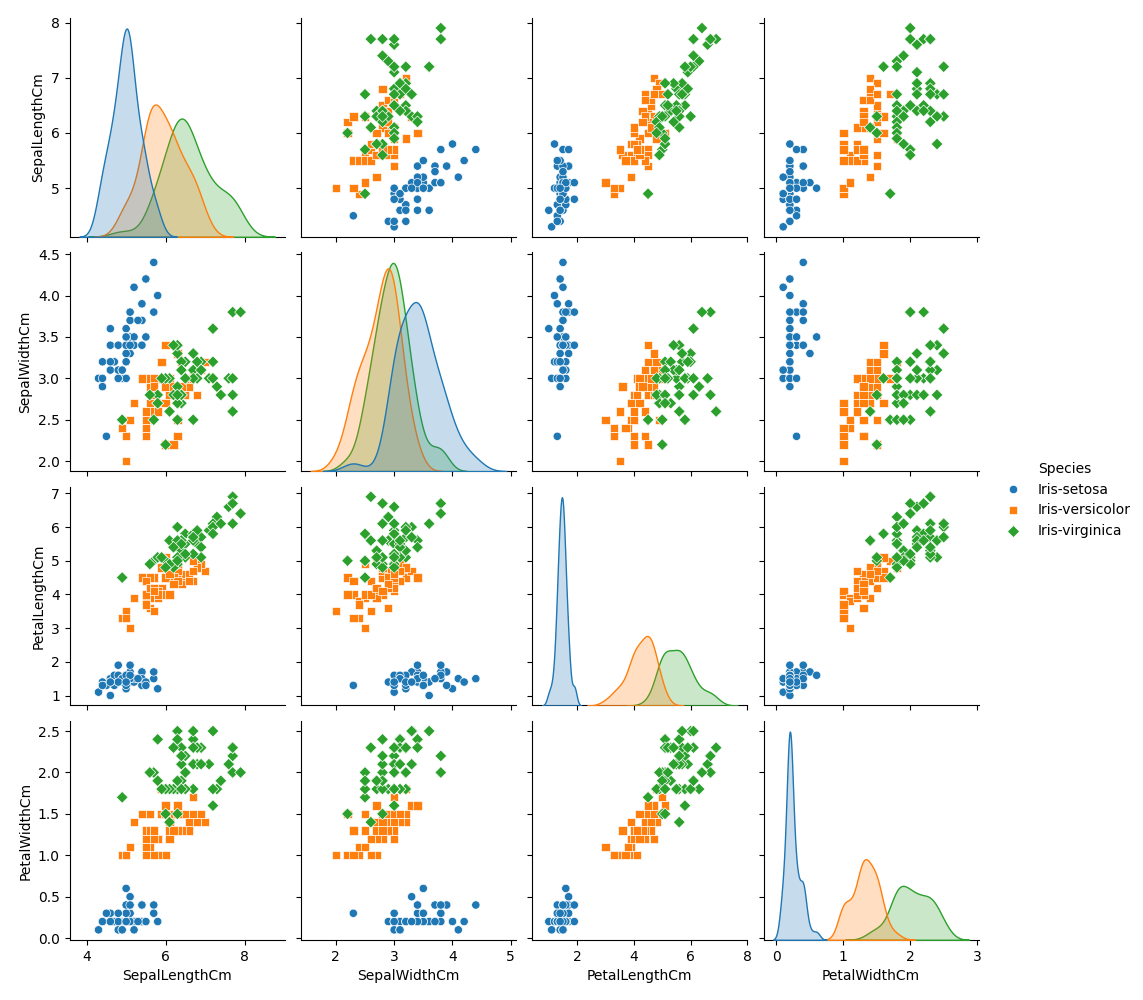 8
7
6
5
SepalLengthCm
4.5
4.0
3.5
3.0
2.5
2.0
SepalWidthCm
Species
Iris-setosa
Iris-versicolor
Iris-virginica
7
6
5
4
3
2
1
PetalLengthCm
2.5
2.0
1.5
1.0
0.5
0.0
PetalWidthCm
4 6 8 2 3 4 5 2 4 6 8 0 1 2 3
SepalLengthCm SepalWidthCm PetalLengthCm PetalWidthCm